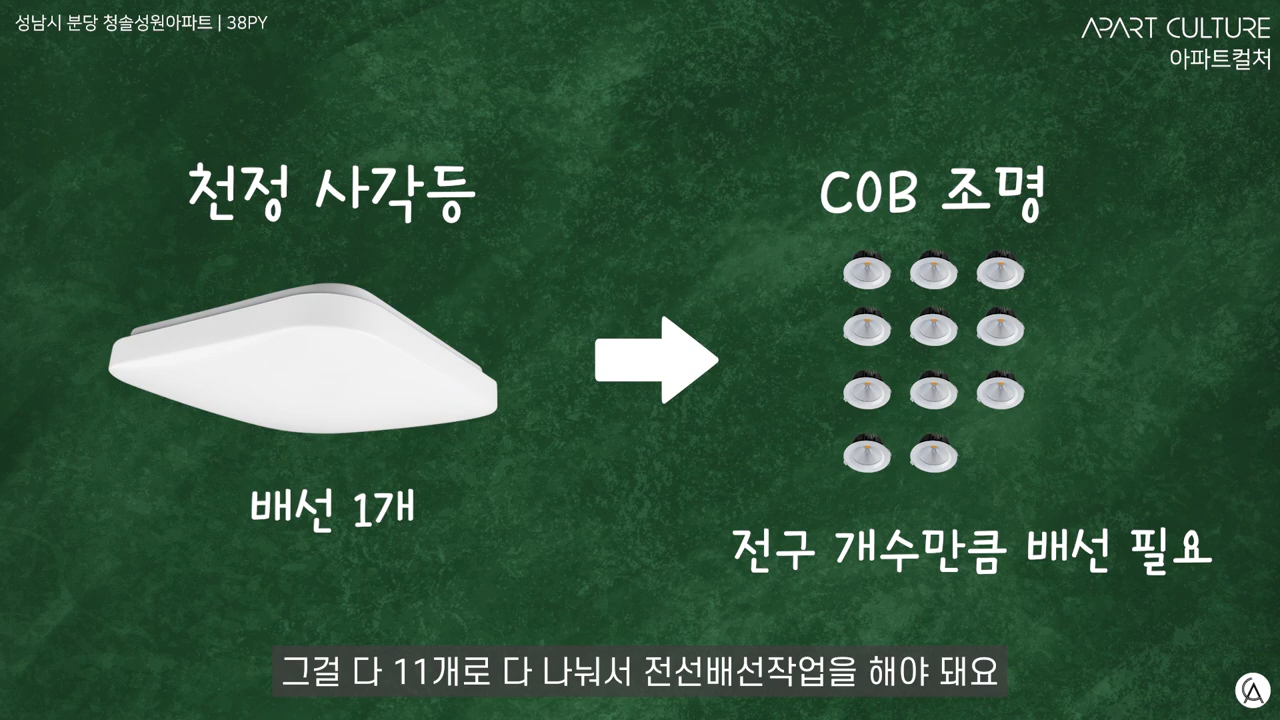 성남시 분당 청솔성원아파트 | 38PY
APART CULTURE
아파트컬처
천정 사각등
COB 조명
배선 1개
전구 개수만큼 배선 필요
그걸 다 11개로 다 나눠서 전선배선작업을 해야 돼요